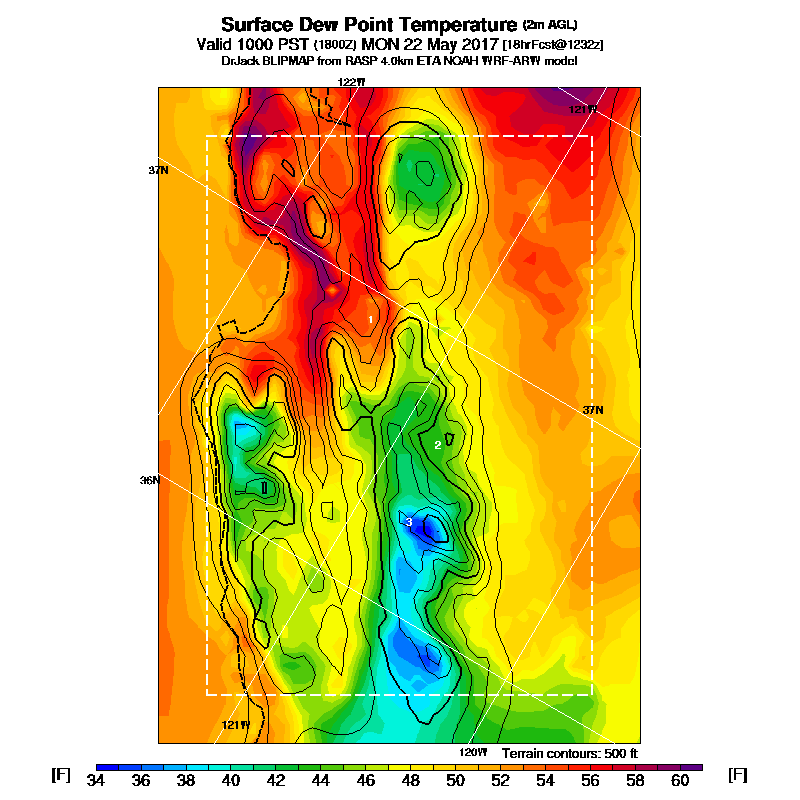 Surface Dew Point Temperature (2m AGL)
Valid 1000 PST (1800Z) MON 22 May 2017 [18hrFcst@1232z]
DrJack BLIPMAP from RASP 4.0km ETA NOAH WRF-ARW model
122W
121W
37N
1
37N
2
36N
3
121W
120W
Terrain contours: 500 ft
[F] 34 36 38 40 42 44 46 48 50 52 54 56 58 60 [F]